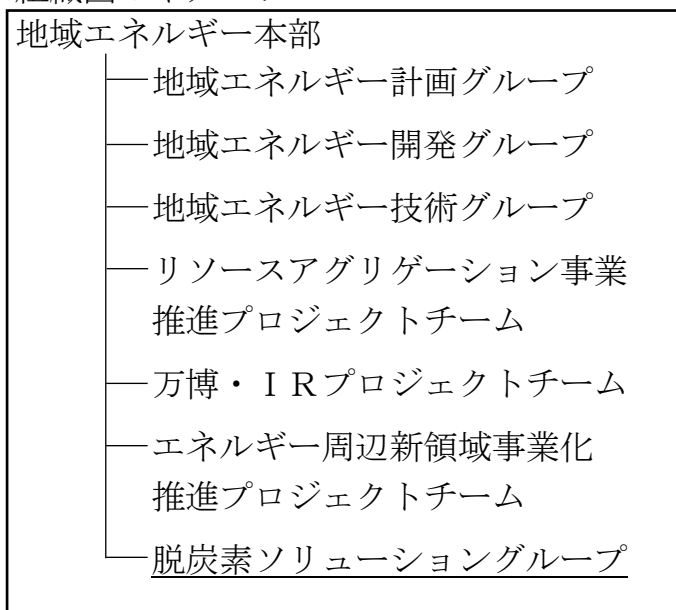 地域エネルギー本部
地域エネルギー計画グループ
地域エネルギー開発グループ
地域エネルギー技術グループ
リソースアグリゲーション事業
推進プロジェクトチーム
万博・ＩＲプロジェクトチーム
エネルギー周辺新領域事業化
推進プロジェクトチーム
脱炭素ソリューショングループ